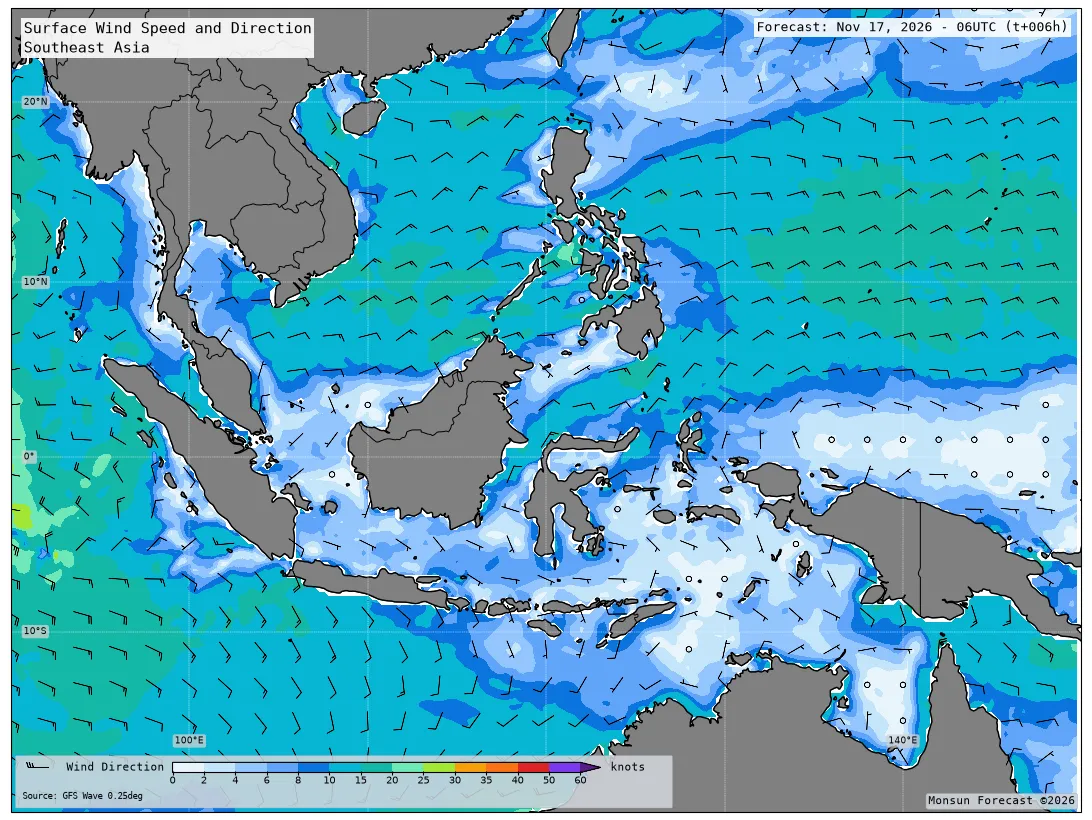 Surface Wind Speed and Direction
Southeast Asia
Forecast: Nov 17, 2026 - 06UTC (t+006h)
20°N
10°N
0°
10°S
100°E
140°E
Wind Direction
0 2 4 6 8 10 15 20 25 30 35 40 50 60
knots
Source: GFS Wave 0.25deg
Monsun Forecast ©2026